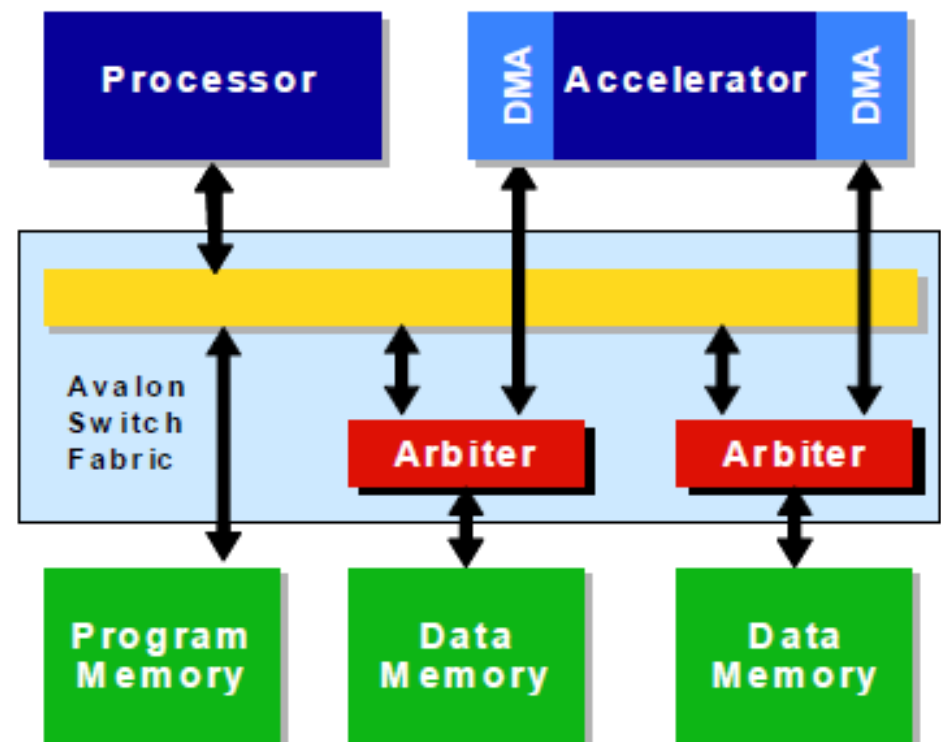 Processor
DMA
Accelerator
DMA
Avalon
Switch
Fabric
Arbiter
Arbiter
Program
Memory
Data
Memory
Data
Memory